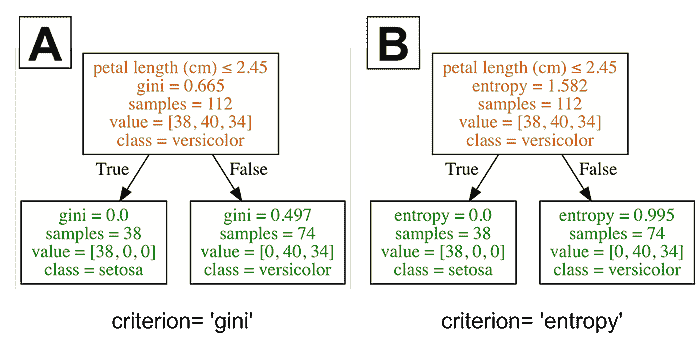 A
petal length (cm) ≤ 2.45
gini = 0.665
samples = 112
value = [38, 40, 34]
class = versicolor
True
False
gini = 0.0
samples = 38
value = [38, 0, 0]
class = setosa
gini = 0.497
samples = 74
value = [0, 40, 34]
class = versicolor
criterion= 'gini'
B
petal length (cm) ≤ 2.45
entropy = 1.582
samples = 112
value = [38, 40, 34]
class = versicolor
True
False
entropy = 0.0
samples = 38
value = [38, 0, 0]
class = setosa
entropy = 0.995
samples = 74
value = [0, 40, 34]
class = versicolor
criterion= 'entropy'